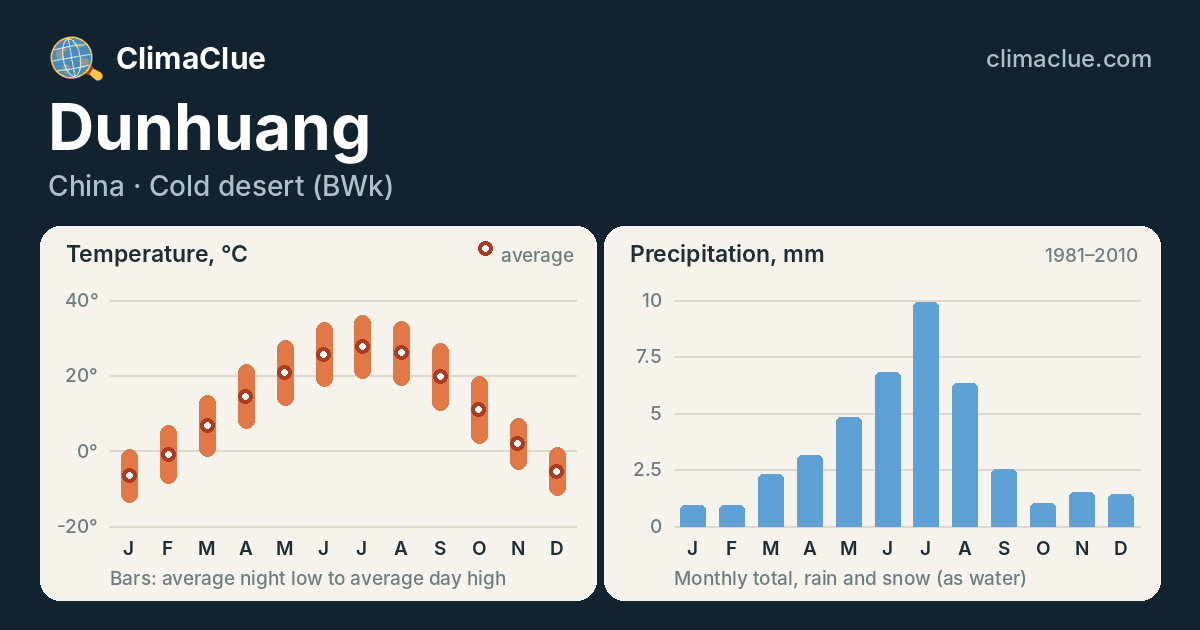 ClimaClue
climaclue.com
Dunhuang
China · Cold desert (BWk)
Temperature, °C
average
40°
20°
0°
-20°
J F M A M J J A S O N D
Bars: average night low to average day high
Precipitation, mm
1981–2010
10
7.5
5
2.5
0
J F M A M J J A S O N D
Monthly total, rain and snow (as water)